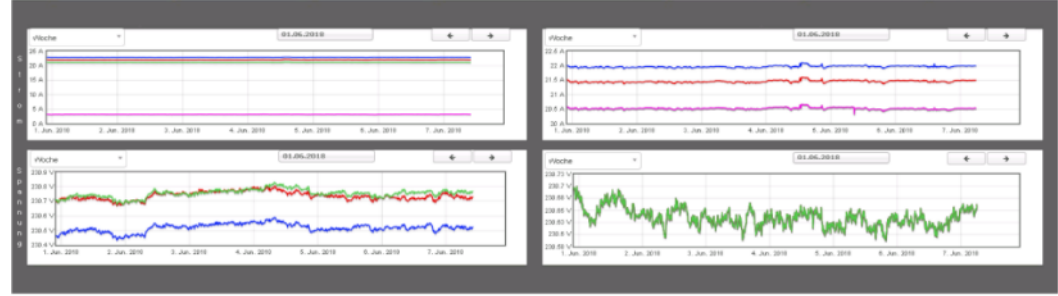 Woche 01.06.2018 ← →
Strom
25 A
20 A
15 A
10 A
5 A
0 A
1. Jun. 2018 2. Jun. 2018 3. Jun. 2018 4. Jun. 2018 5. Jun. 2018 6. Jun. 2018 7. Jun. 2018
Woche 01.06.2018 ← →
22.5 A
22 A
21.5 A
21 A
20.5 A
20 A
1. Jun. 2018 2. Jun. 2018 3. Jun. 2018 4. Jun. 2018 5. Jun. 2018 6. Jun. 2018 7. Jun. 2018
Woche 01.06.2018 ← →
Spannung
1. Jun. 2018 2. Jun. 2018 3. Jun. 2018 4. Jun. 2018 5. Jun. 2018 6. Jun. 2018 7. Jun. 2018
Woche 01.06.2018 ← →
1. Jun. 2018 2. Jun. 2018 3. Jun. 2018 4. Jun. 2018 5. Jun. 2018 6. Jun. 2018 7. Jun. 2018